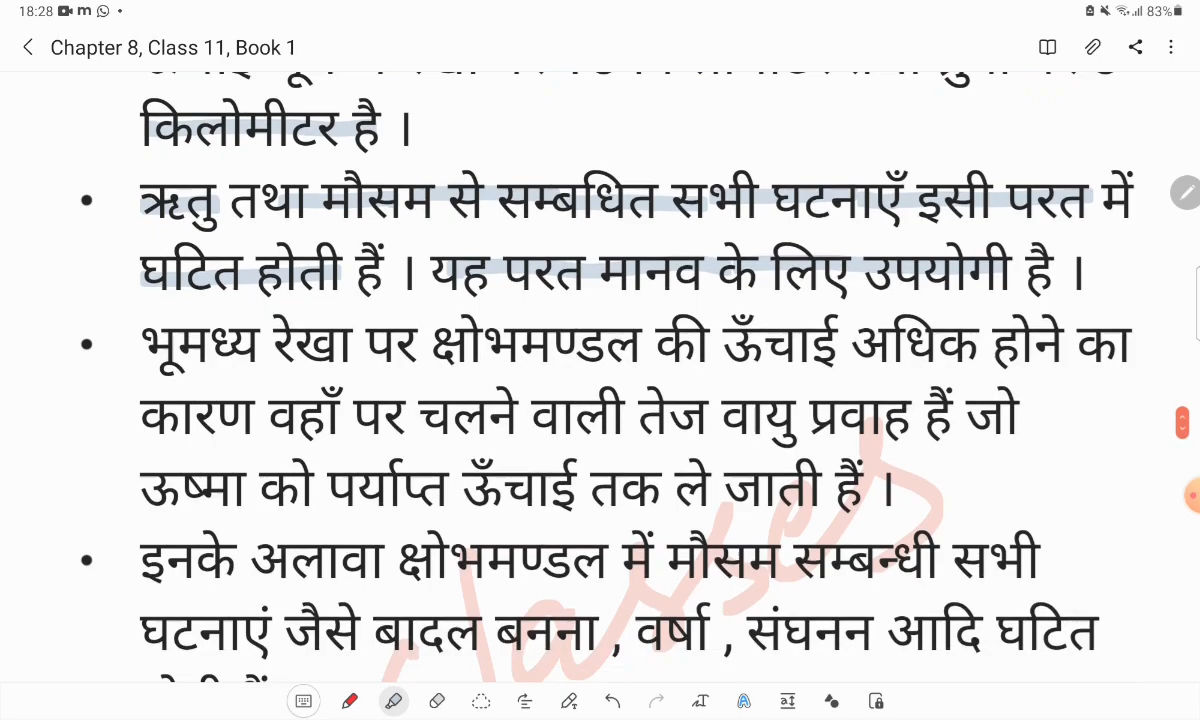 18:28 m 83%
Chapter 8, Class 11, Book 1
किलोमीटर है ।
• ऋतु तथा मौसम से सम्बधित सभी घटनाएँ इसी परत में
घटित होती हैं । यह परत मानव के लिए उपयोगी है ।
• भूमध्य रेखा पर क्षोभमण्डल की ऊँचाई अधिक होने का
कारण वहाँ पर चलने वाली तेज वायु प्रवाह हैं जो
ऊष्मा को पर्याप्त ऊँचाई तक ले जाती हैं ।
• इनके अलावा क्षोभमण्डल में मौसम सम्बन्धी सभी
घटनाएं जैसे बादल बनना , वर्षा , संघनन आदि घटित
classes